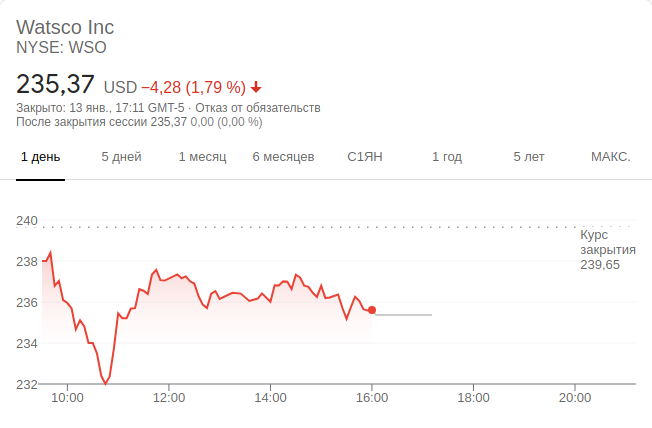 Watsco Inc
NYSE: WSO
235,37 USD −4,28 (1,79 %)
Закрыто: 13 янв., 17:11 GMT-5 · Отказ от обязательств
После закрытия сессии 235,37 0,00 (0,00 %)
1 день 5 дней 1 месяц 6 месяцев С1ЯН 1 год 5 лет МАКС.
240
Курс
закрытия
239,65
238
236
234
232
10:00 12:00 14:00 16:00 18:00 20:00